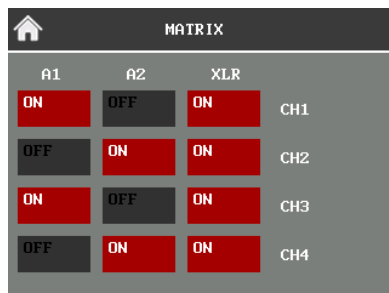 MATRIX
A1 A2 XLR
ON OFF ON CH1
OFF ON ON CH2
ON OFF ON CH3
OFF ON ON CH4